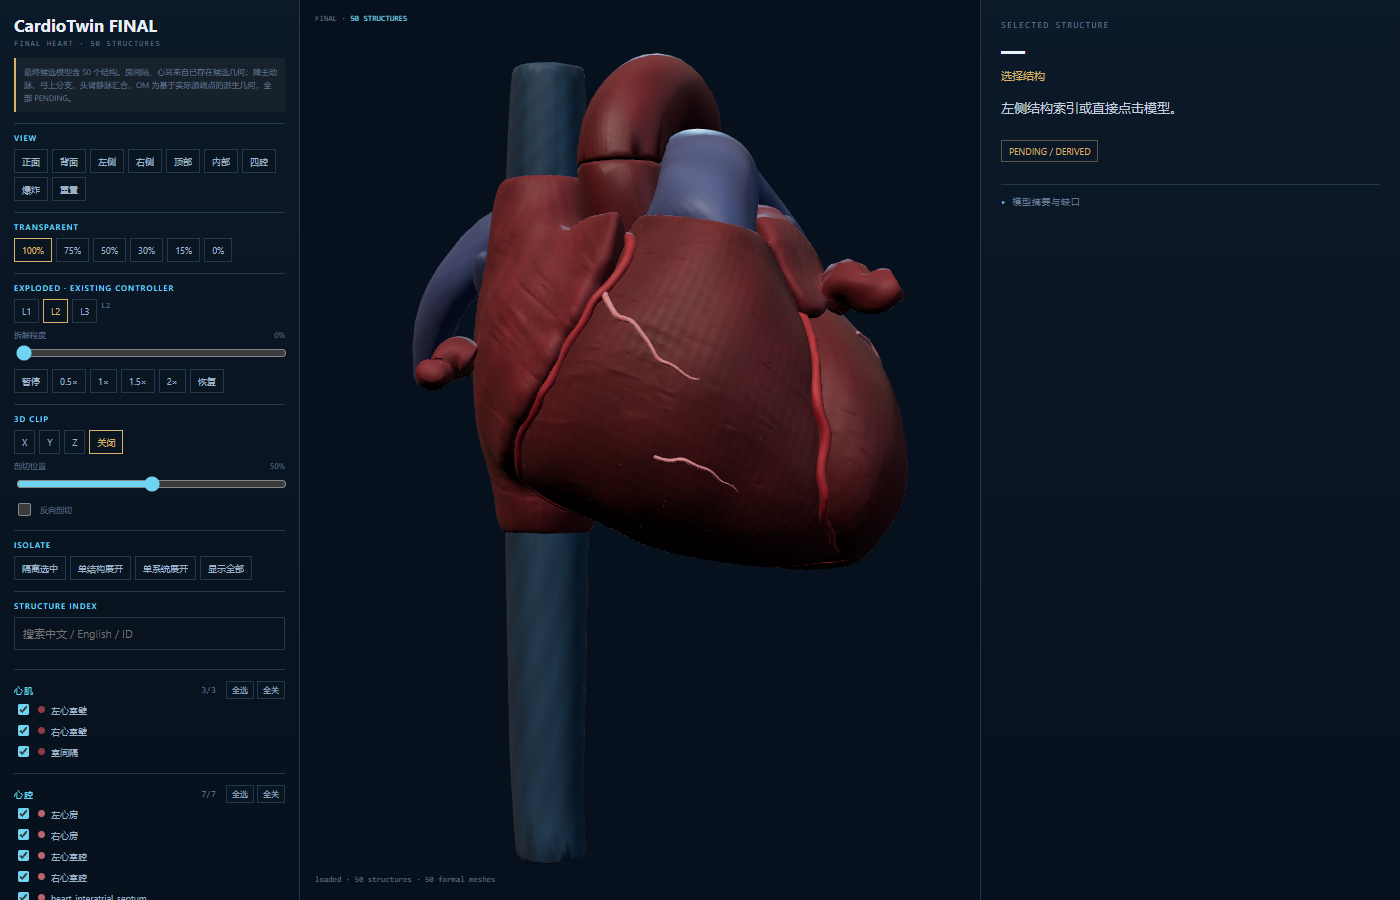 CardioTwin FINAL
FINAL HEART · 50 STRUCTURES
最终候选模型含 50 个结构。房间隔、心耳来自已存在候选几何；降主动
脉、弓上分支、头臂静脉汇合、OM 为基于实际源端点的派生几何，全
部 PENDING。
VIEW
正面 背面 左侧 右侧 顶部 内部 四腔
爆炸 重置
TRANSPARENT
100% 75% 50% 30% 15% 0%
EXPLODED · EXISTING CONTROLLER
L1 L2 L3 L2
拆解程度 0%
暂停 0.5× 1× 1.5× 2× 恢复
3D CLIP
X Y Z 关闭
剖切位置 50%
反向剖切
ISOLATE
隔离选中 单结构展开 单系统展开 显示全部
STRUCTURE INDEX
搜索中文 / English / ID
心肌 3/3 全选 全关
左心室壁
右心室壁
室间隔
心腔 7/7 全选 全关
左心房
右心房
左心室腔
右心室腔
heart_interatrial_septum
FINAL · 50 STRUCTURES
loaded · 50 structures · 50 formal meshes
SELECTED STRUCTURE
选择结构
左侧结构索引或直接点击模型。
PENDING / DERIVED
▸ 模型摘要与缺口